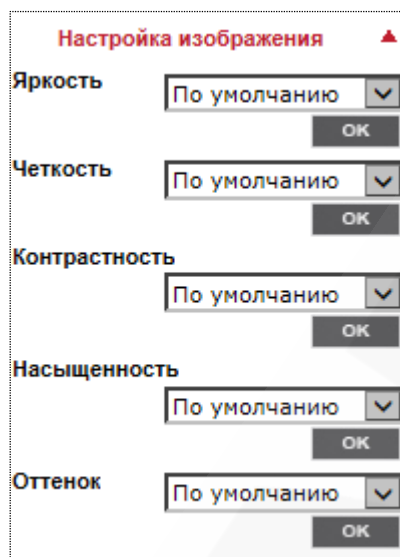 Настройка изображения
Яркость
По умолчанию
OK
Четкость
По умолчанию
OK
Контрастность
По умолчанию
OK
Насыщенность
По умолчанию
OK
Оттенок
По умолчанию
OK